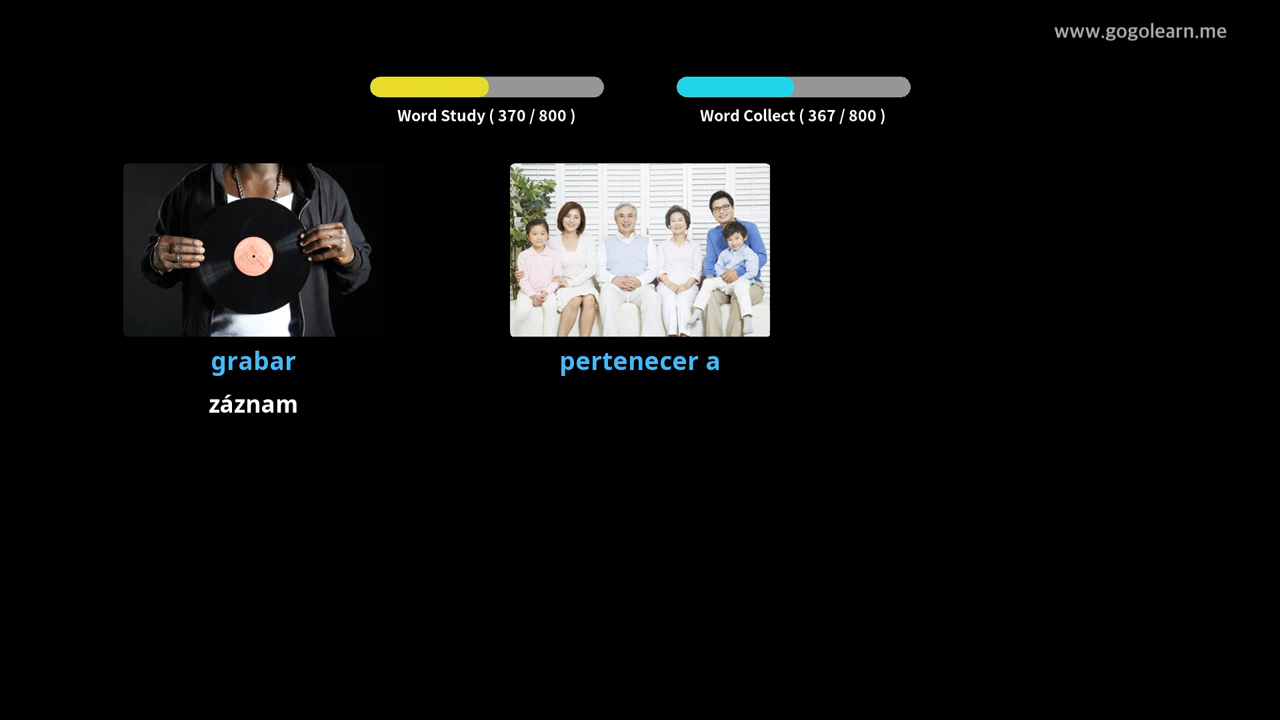 www.gogolearn.me
Word Study ( 370 / 800 )
Word Collect ( 367 / 800 )
grabar
pertenecer a
záznam